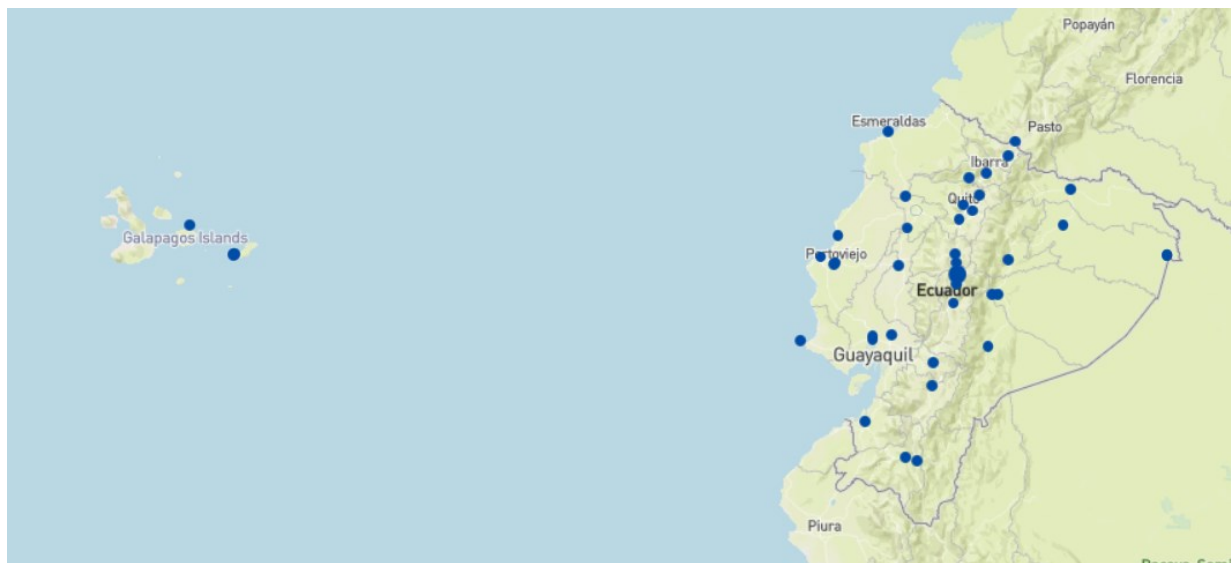 Popayán
Florencia
Esmeraldas
Pasto
Ibarra
Quito
Galapagos Islands
Portoviejo
Ecuador
Guayaquil
Piura